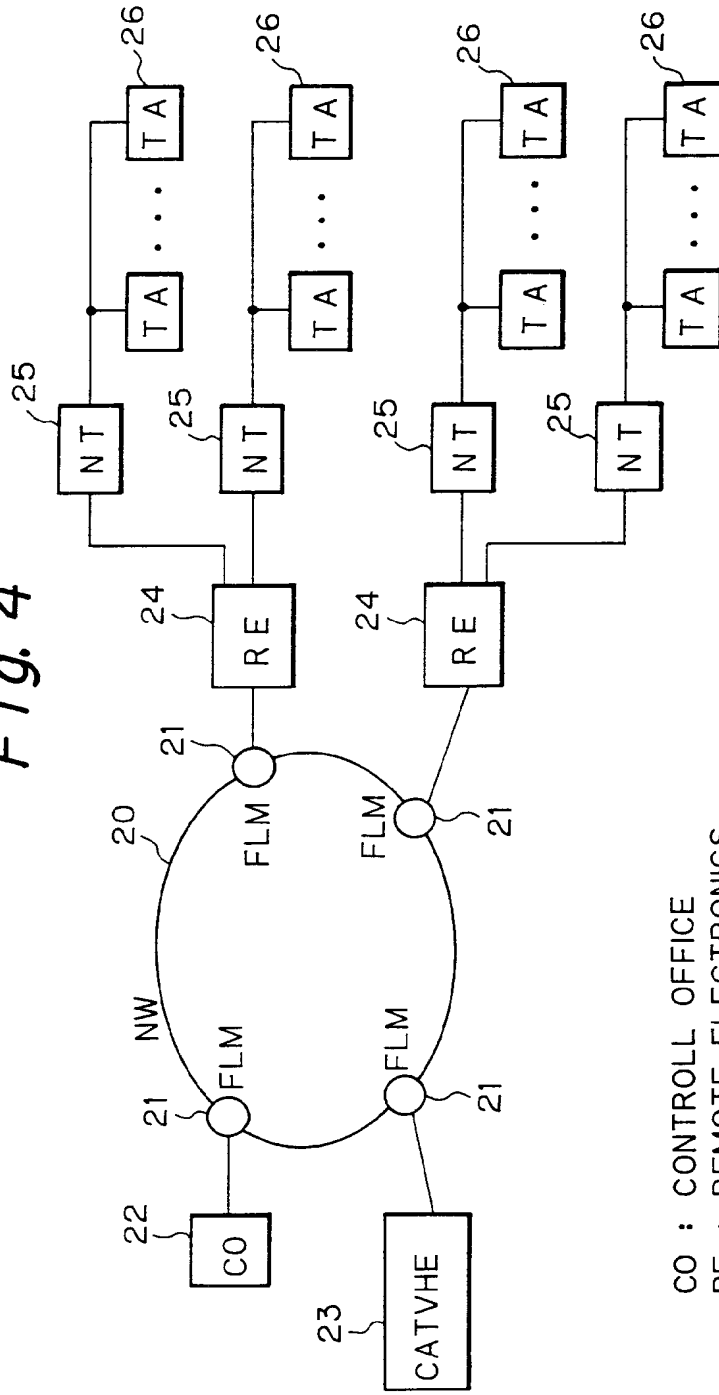 Fig. 4
NW
20
21
FLM
21
FLM
FLM
21
FLM
21
22
CO
23
CATVHE
24
RE
24
RE
25
NT
TA
...
TA
26
25
NT
TA
...
TA
26
25
NT
TA
...
TA
26
25
NT
TA
...
TA
26
CO : CONTROLL OFFICE
RE : REMOTE ELECTRONICS